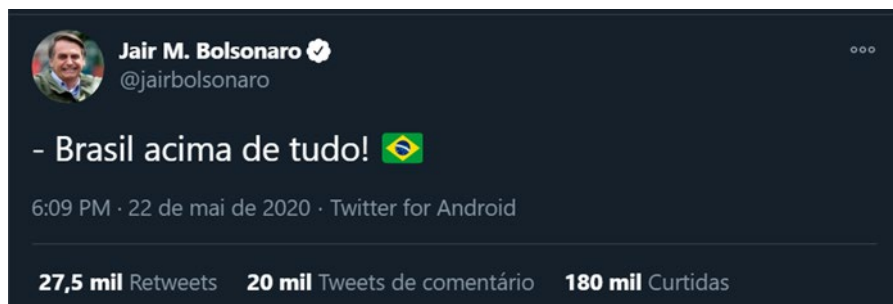 Jair M. Bolsonaro
@jairbolsonaro
- Brasil acima de tudo! 🇧🇷
6:09 PM · 22 de mai de 2020 · Twitter for Android
27,5 mil Retweets 20 mil Tweets de comentário 180 mil Curtidas